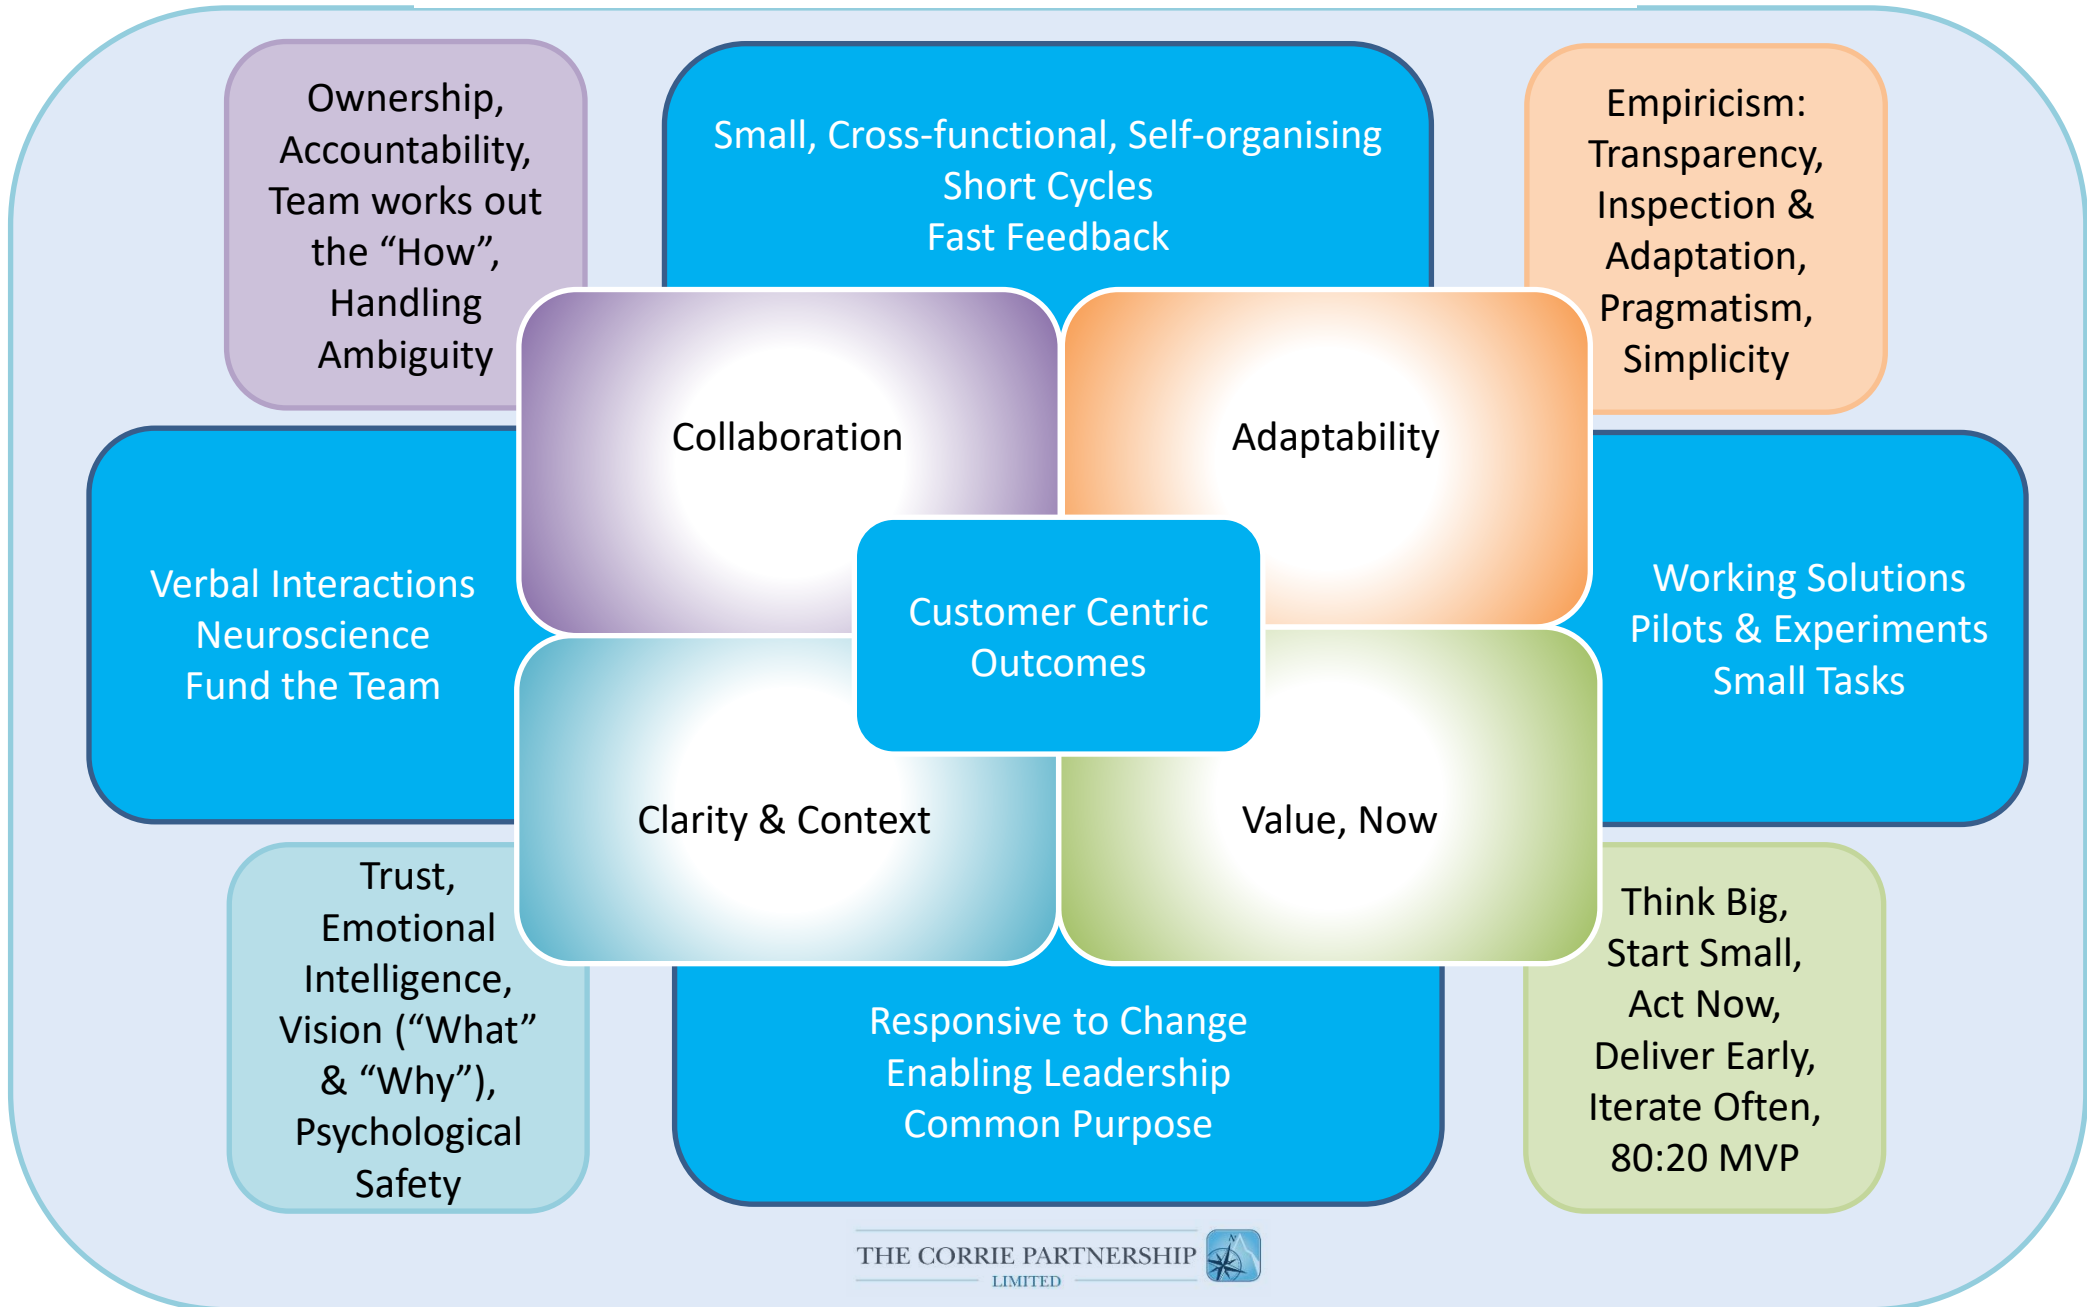 Ownership,
Accountability,
Team works out
the “How”,
Handling
Ambiguity
Small, Cross-functional, Self-organising
Short Cycles
Fast Feedback
Empiricism:
Transparency,
Inspection &
Adaptation,
Pragmatism,
Simplicity
Collaboration
Adaptability
Verbal Interactions
Neuroscience
Fund the Team
Customer Centric
Outcomes
Working Solutions
Pilots & Experiments
Small Tasks
Clarity & Context
Value, Now
Trust,
Emotional
Intelligence,
Vision (“What”
& “Why”),
Psychological
Safety
Responsive to Change
Enabling Leadership
Common Purpose
Think Big,
Start Small,
Act Now,
Deliver Early,
Iterate Often,
80:20 MVP
THE CORRIE PARTNERSHIP
LIMITED
N